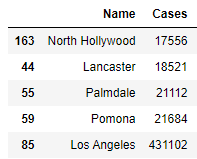 Name Cases
163 North Hollywood 17556
44 Lancaster 18521
55 Palmdale 21112
59 Pomona 21684
85 Los Angeles 431102